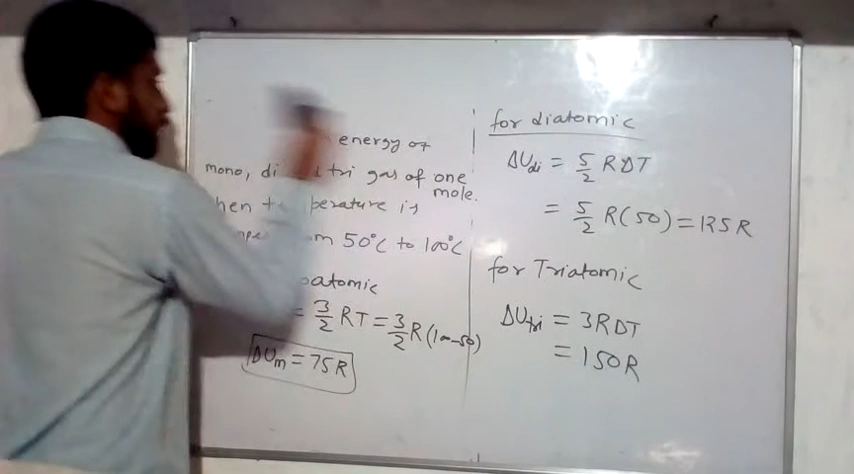 energy of
mono, di tri gas of one
mole.
perature is
50°C to 100°C
atomic
= 3/2 RT = 3/2 R(100-50)
ΔUm = 75R
for diatomic
ΔUdi = 5/2 RΔT
= 5/2 R(50) = 125R
for Triatomic
ΔUtri = 3RΔT
= 150R